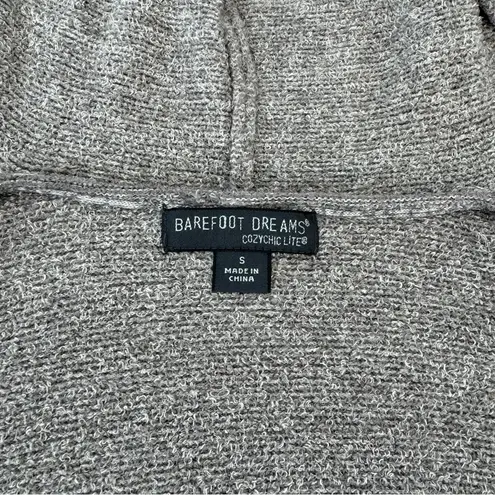 BAREFOOT DREAMS®
COZYCHIC LITE®
S
MADE IN
CHINA